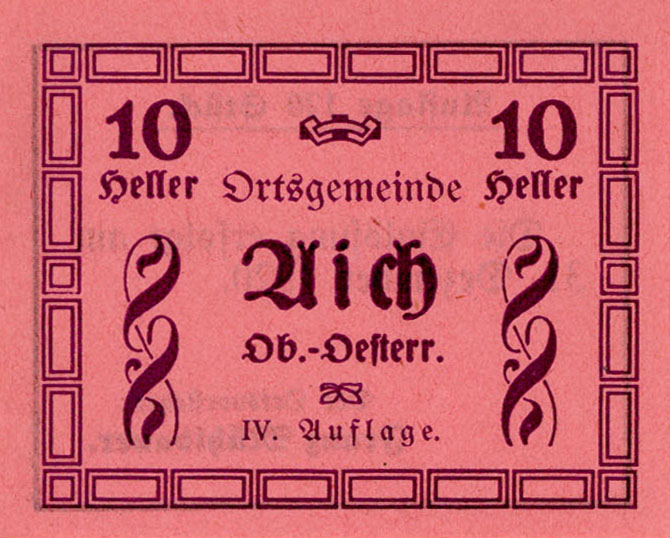 10 10
Heller Ortsgemeinde Heller
Aich
Ob.-Oesterr.
IV. Auflage.